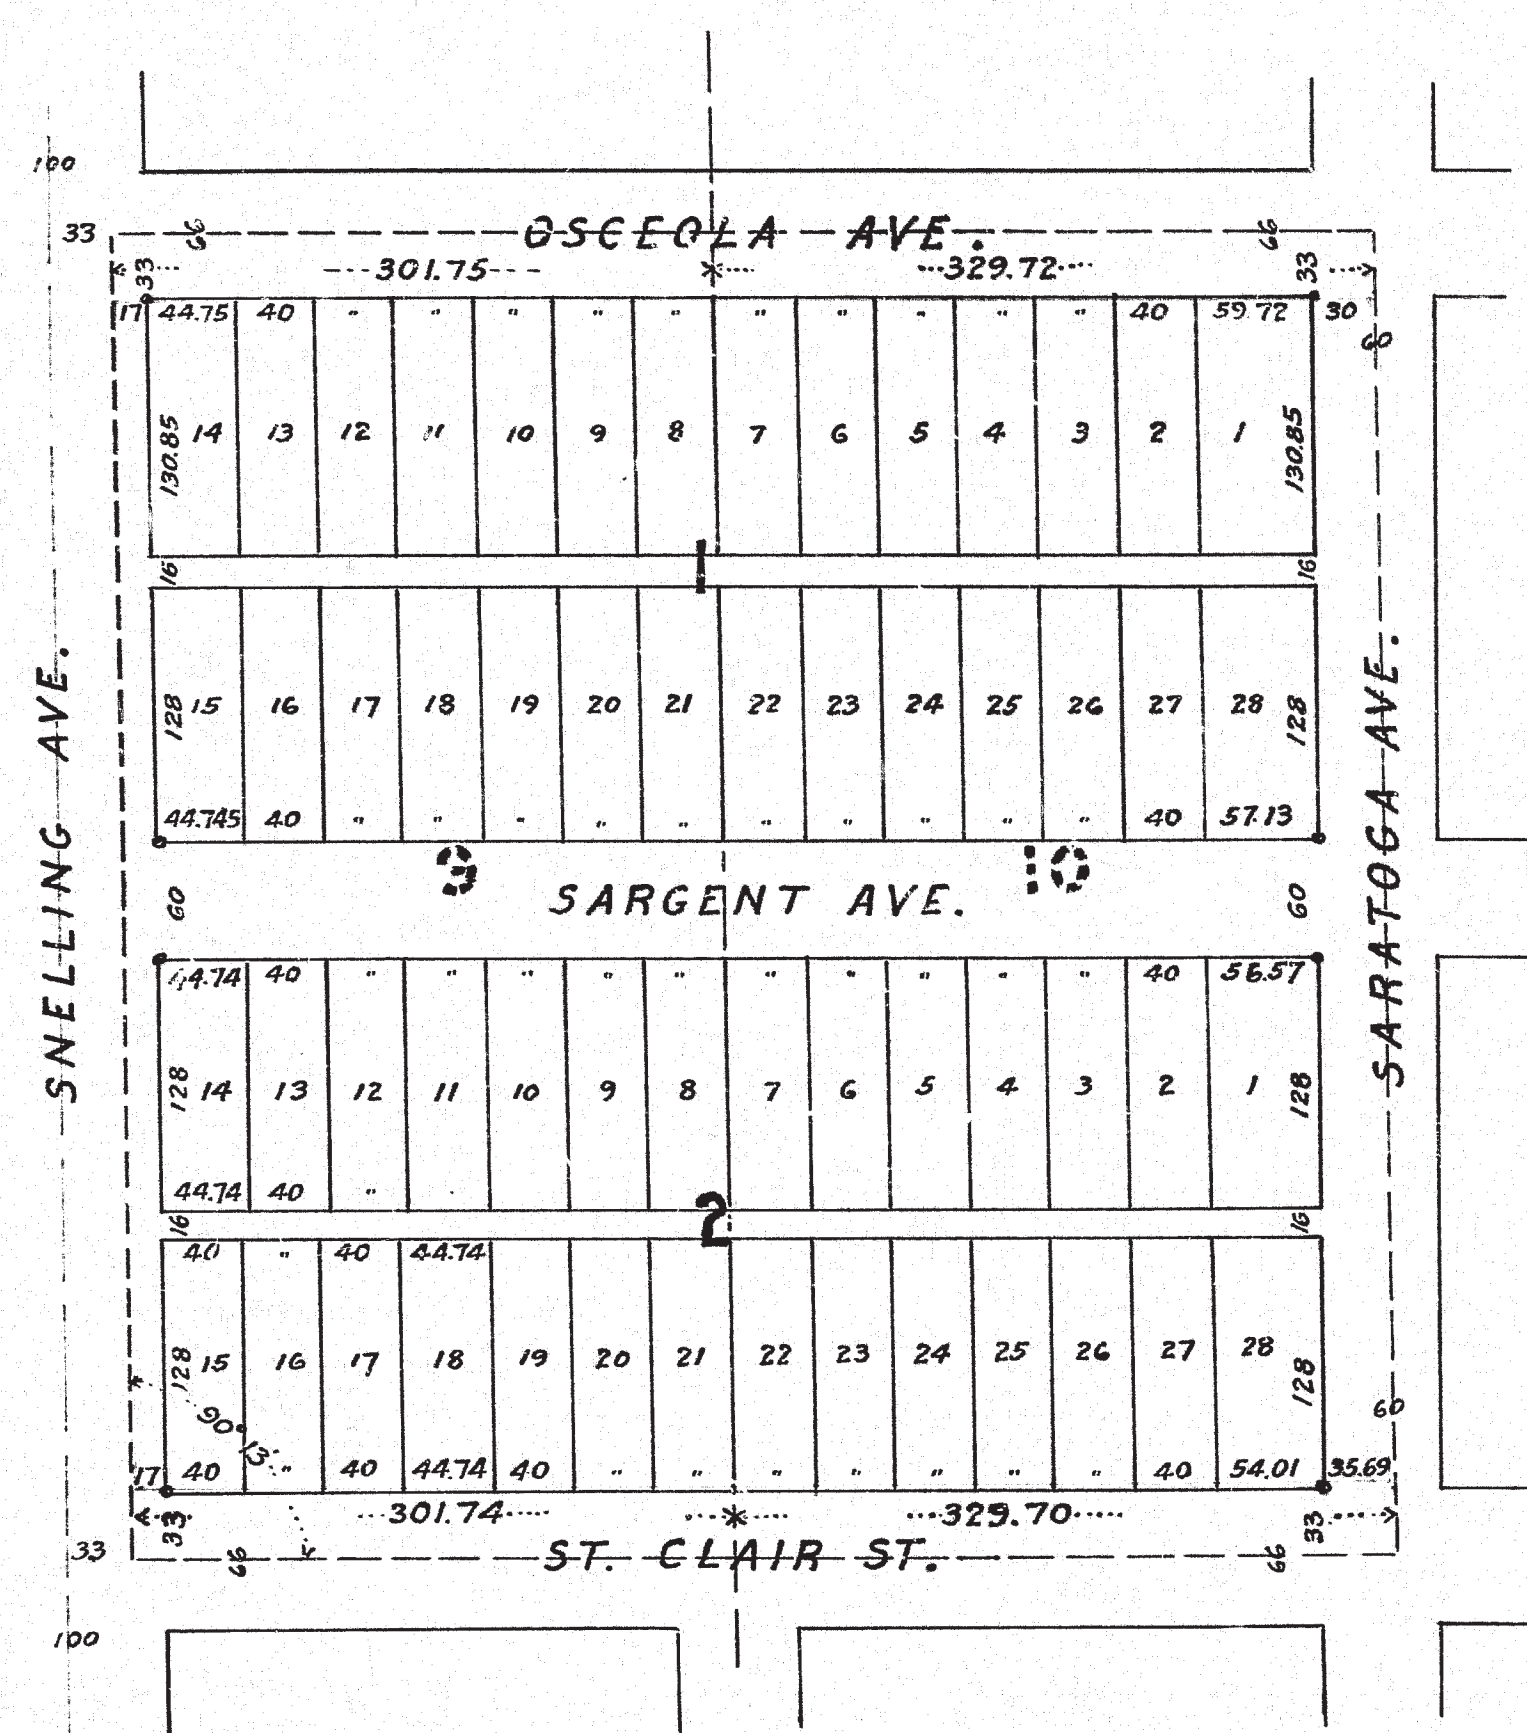 100
33 66 OSCEOLA AVE. 66
33 301.75 329.72 33
17 44.75 40 " " " " " " " " " " 40 59.72 30
60
130.85 14 13 12 11 10 9 8 7 6 5 4 3 2 1 130.85
16 1 16
SNELLING AVE.
SARATOGA AVE.
128 15 16 17 18 19 20 21 22 23 24 25 26 27 28 128
44.745 40 " " " " " " " " " " 40 57.13
9 10
60 SARGENT AVE. 60
44.74 40 " " " " " " " " " " 40 56.57
128 14 13 12 11 10 9 8 7 6 5 4 3 2 1 128
44.74 40 "
16 2 16
40 " 40 44.74
128 15 16 17 18 19 20 21 22 23 24 25 26 27 28 128
90° 13'
60
17 40 " 40 44.74 40 " " " " " " " 40 54.01 35.69
33 301.74 329.70 33
33 66 ST. CLAIR ST. 66
100